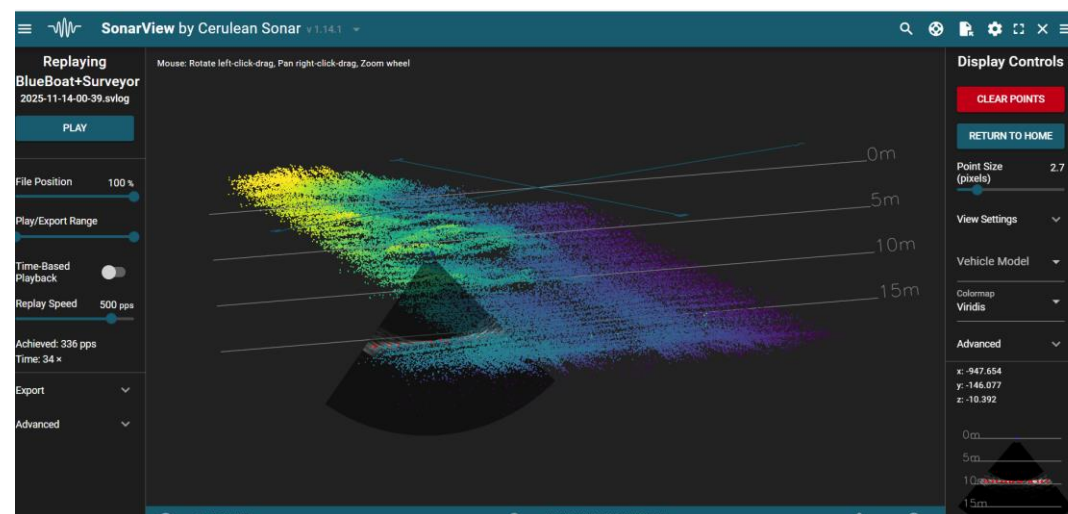 SonarView by Cerulean Sonar v 1.14.1
Replaying
BlueBoat+Surveyor
2025-11-14-00-39.svlog
PLAY
File Position 100 %
Play/Export Range
Time-Based
Playback
Replay Speed 500 pps
Achieved: 336 pps
Time: 34 ×
Export
Advanced
Mouse: Rotate left-click-drag, Pan right-click-drag, Zoom wheel
0m
5m
10m
15m
Display Controls
CLEAR POINTS
RETURN TO HOME
Point Size 2.7
(pixels)
View Settings
Vehicle Model
Colormap
Viridis
Advanced
x: -947.654
y: -146.077
z: -10.392
0m
5m
10m
15m